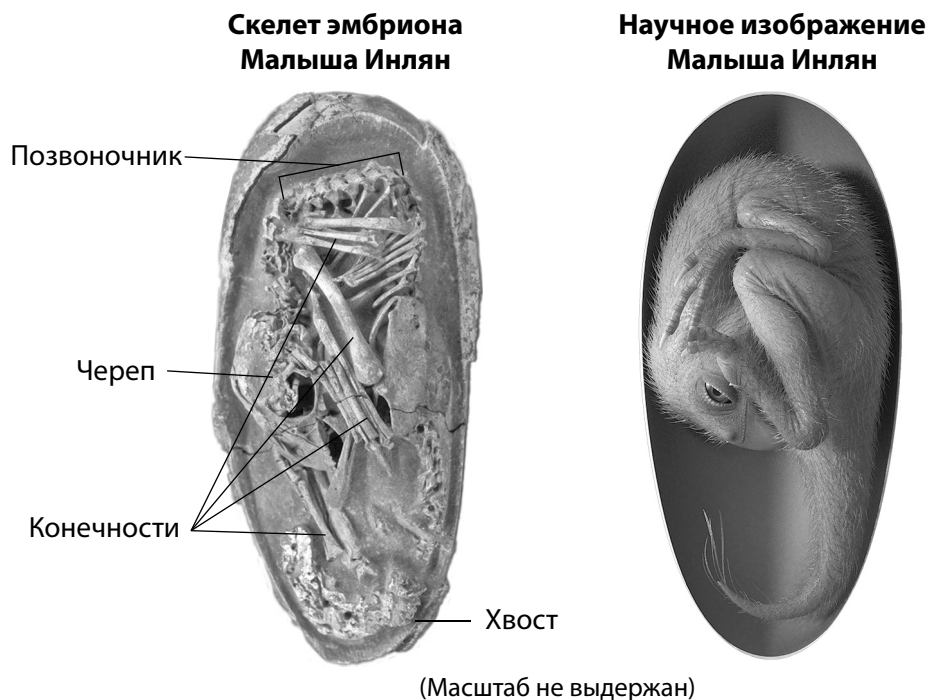 Скелет эмбриона
Малыша Инлян
Научное изображение
Малыша Инлян
Позвоночник
Череп
Конечности
Хвост
(Масштаб не выдержан)